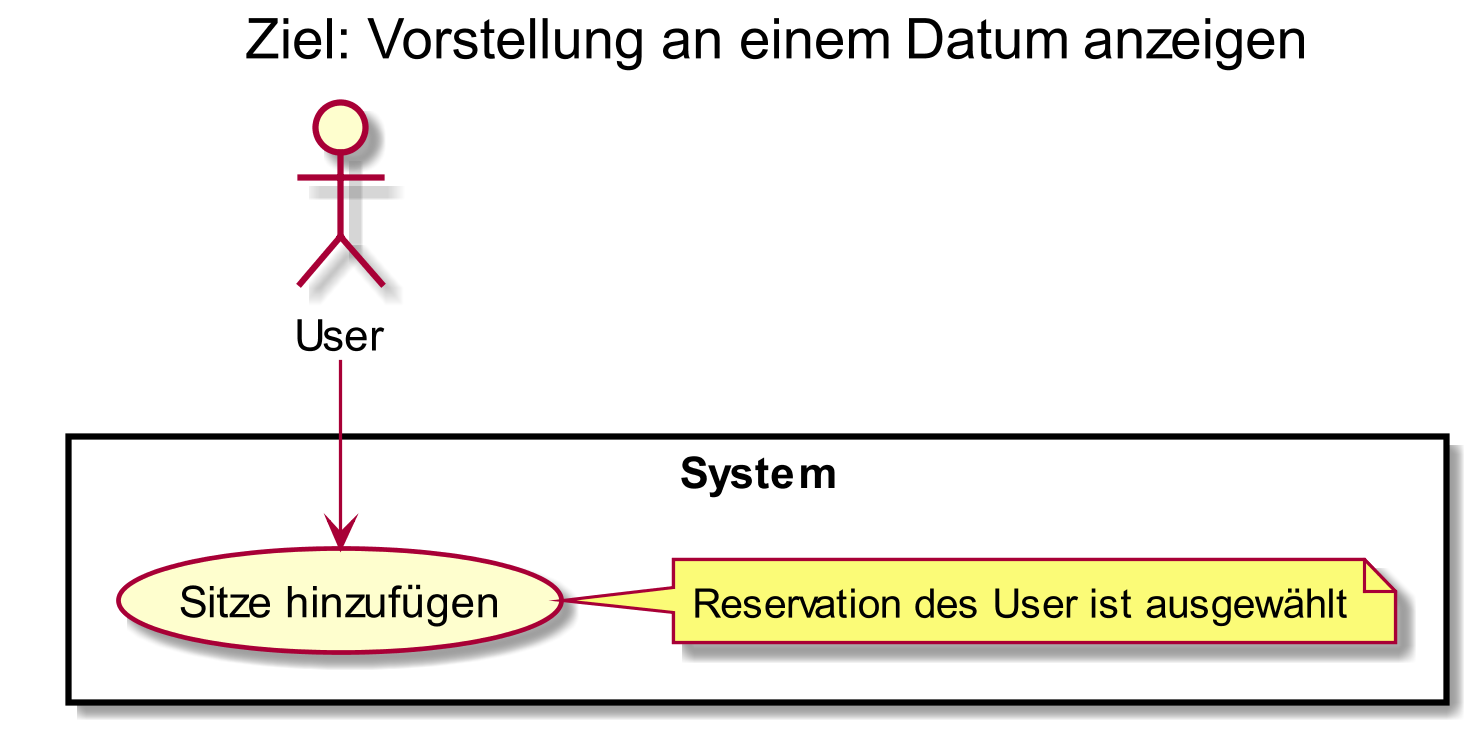 Ziel: Vorstellung an einem Datum anzeigen
User
System
Sitze hinzufügen
Reservation des User ist ausgewählt